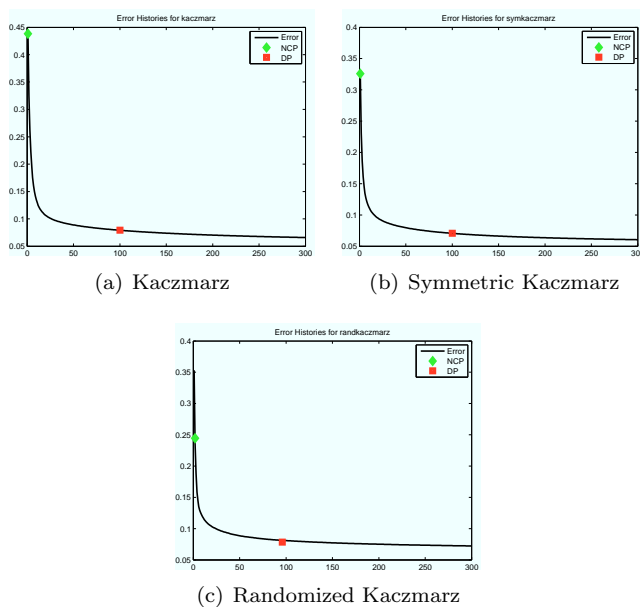 Error Histories for kaczmarz
0.45
0.4
0.35
0.3
0.25
0.2
0.15
0.1
0.05
0 50 100 150 200 250 300
Error
NCP
DP
(a) Kaczmarz
Error Histories for symkaczmarz
0.4
0.35
0.3
0.25
0.2
0.15
0.1
0.05
0 50 100 150 200 250 300
Error
NCP
DP
(b) Symmetric Kaczmarz
Error Histories for randkaczmarz
0.4
0.35
0.3
0.25
0.2
0.15
0.1
0.05
0 50 100 150 200 250 300
Error
NCP
DP
(c) Randomized Kaczmarz